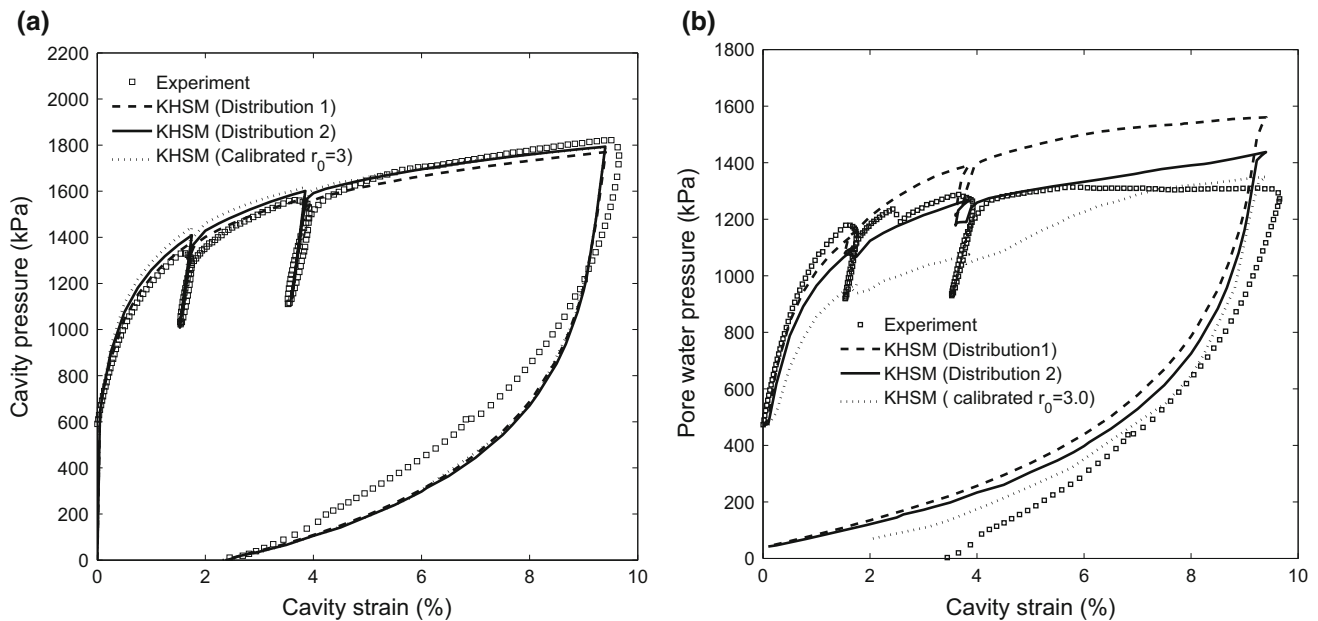 (a)
2200
2000
1800
1600
1400
1200
1000
800
600
400
200
0
Cavity pressure (kPa)
Experiment
KHSM (Distribution 1)
KHSM (Distribution 2)
KHSM (Calibrated r0=3)
0 2 4 6 8 10
Cavity strain (%)
(b)
1800
1600
1400
1200
1000
800
600
400
200
0
Pore water pressure (kPa)
Experiment
KHSM (Distribution1)
KHSM (Distribution 2)
KHSM ( calibrated r0=3.0)
0 2 4 6 8 10
Cavity strain (%)